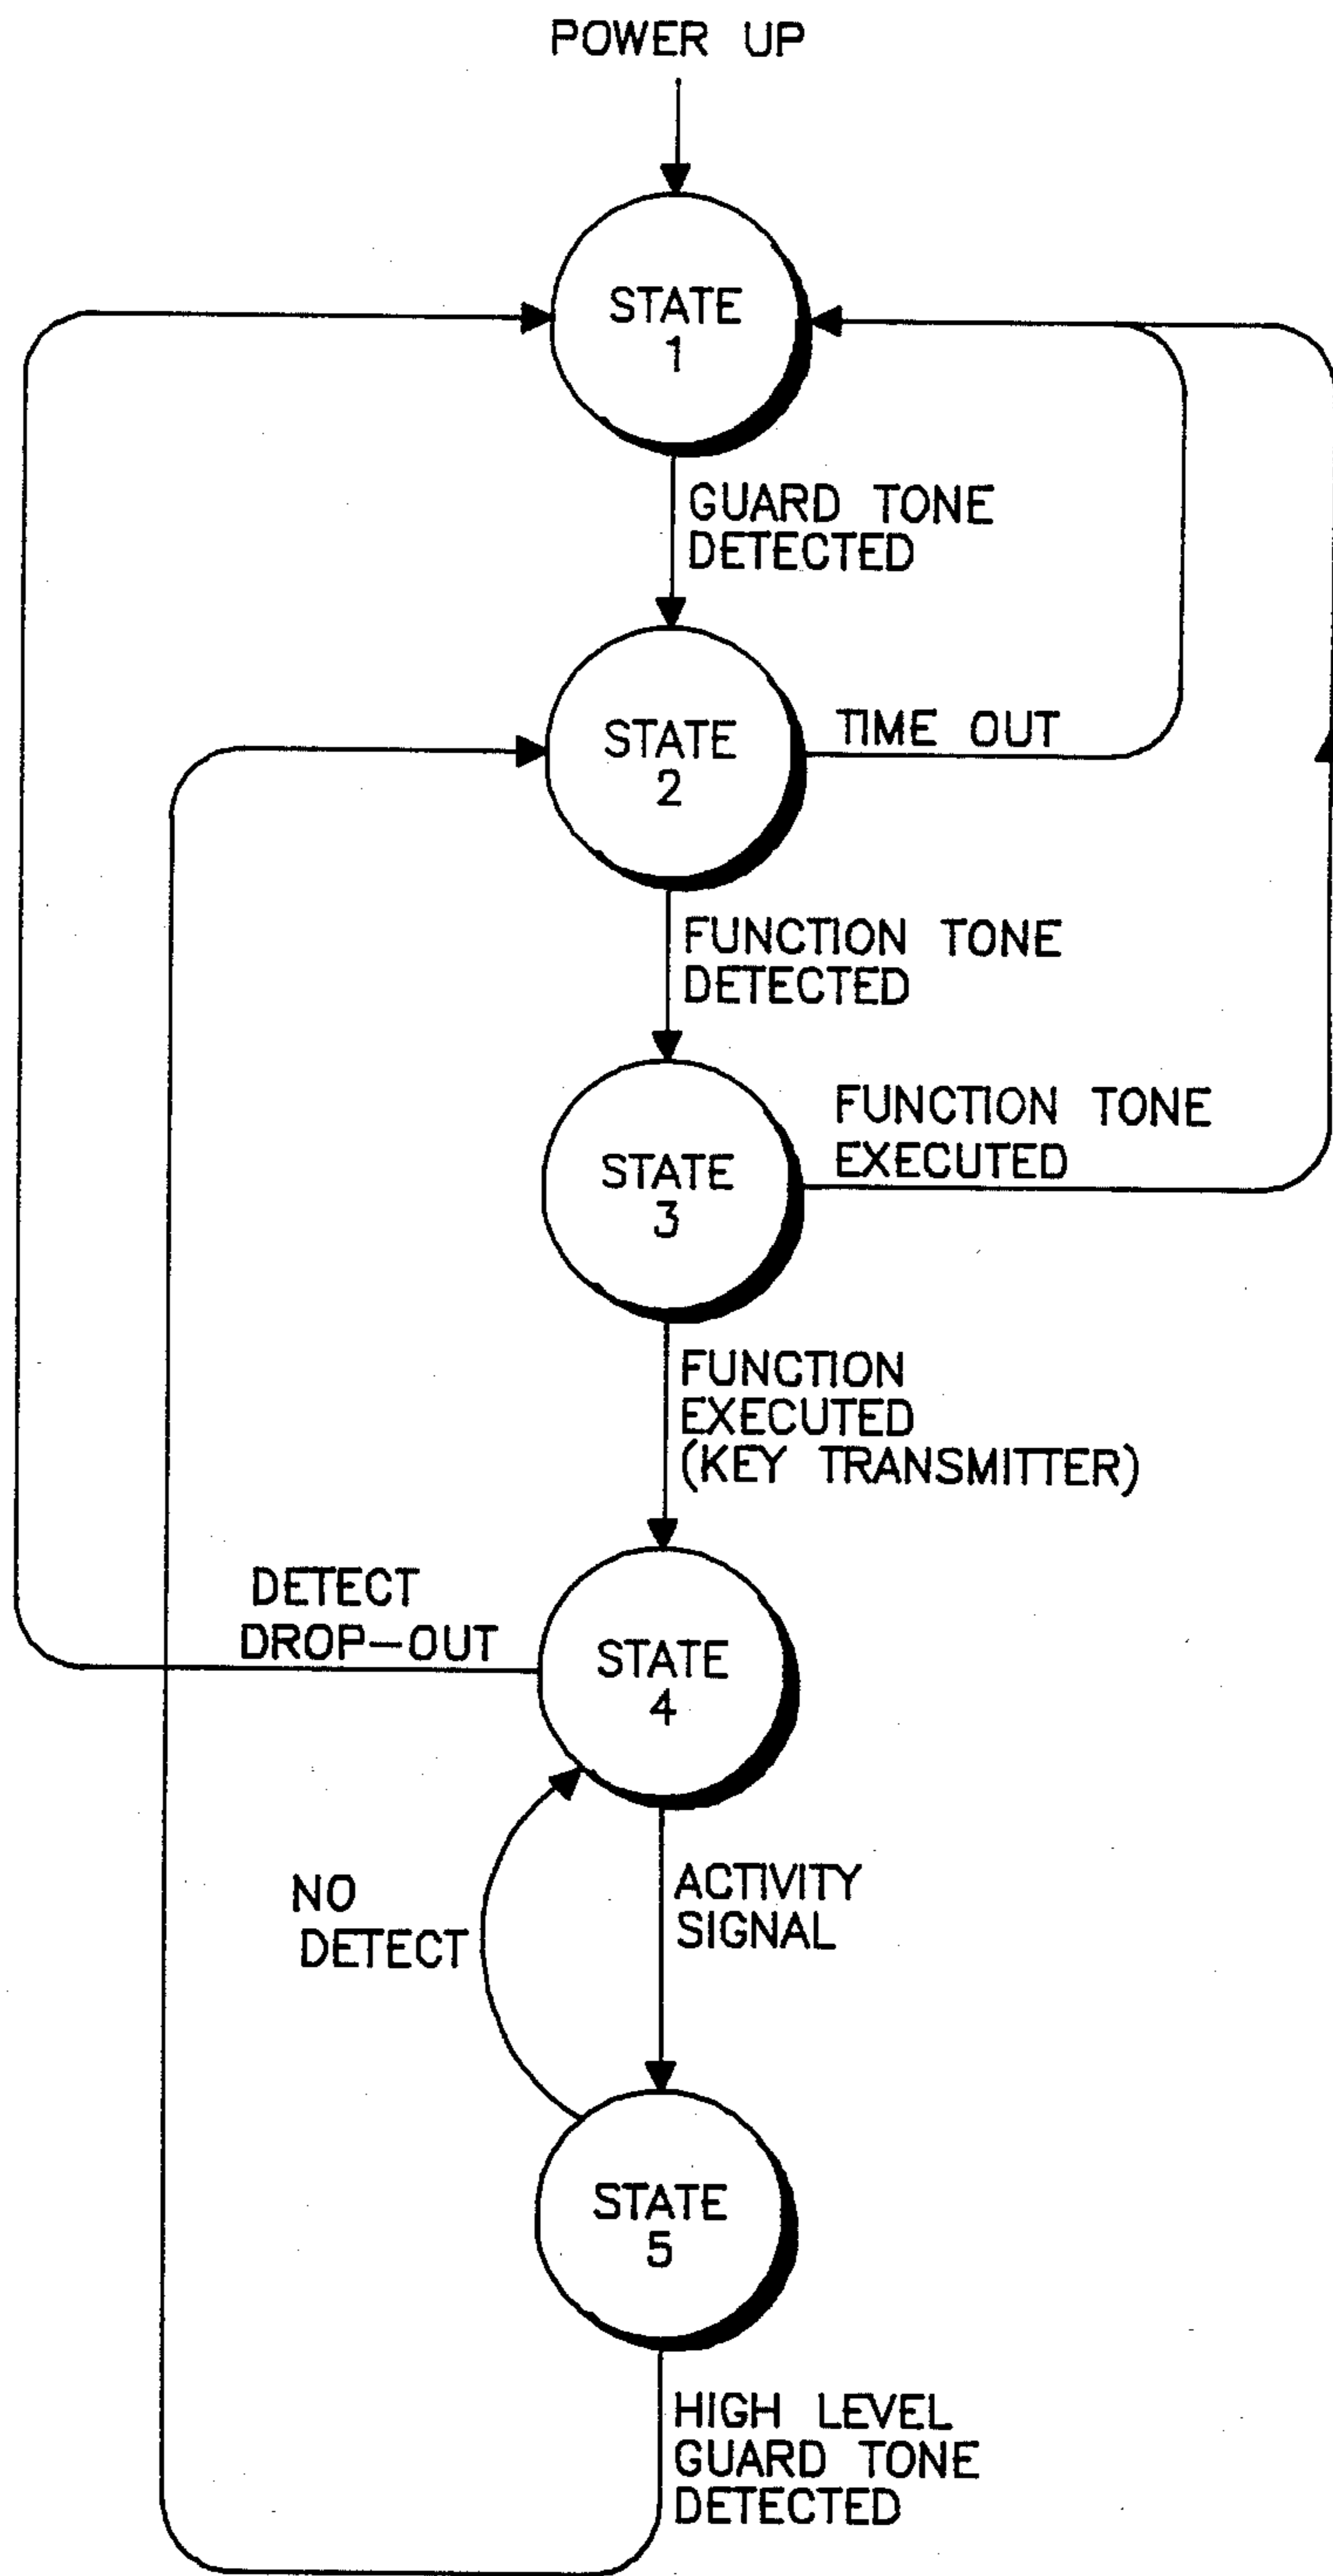 POWER UP
STATE
1
GUARD TONE
DETECTED
STATE
2
TIME OUT
FUNCTION TONE
DETECTED
STATE
3
FUNCTION TONE
EXECUTED
FUNCTION
EXECUTED
(KEY TRANSMITTER)
DETECT
DROP-OUT
STATE
4
NO
DETECT
ACTIVITY
SIGNAL
STATE
5
HIGH LEVEL
GUARD TONE
DETECTED